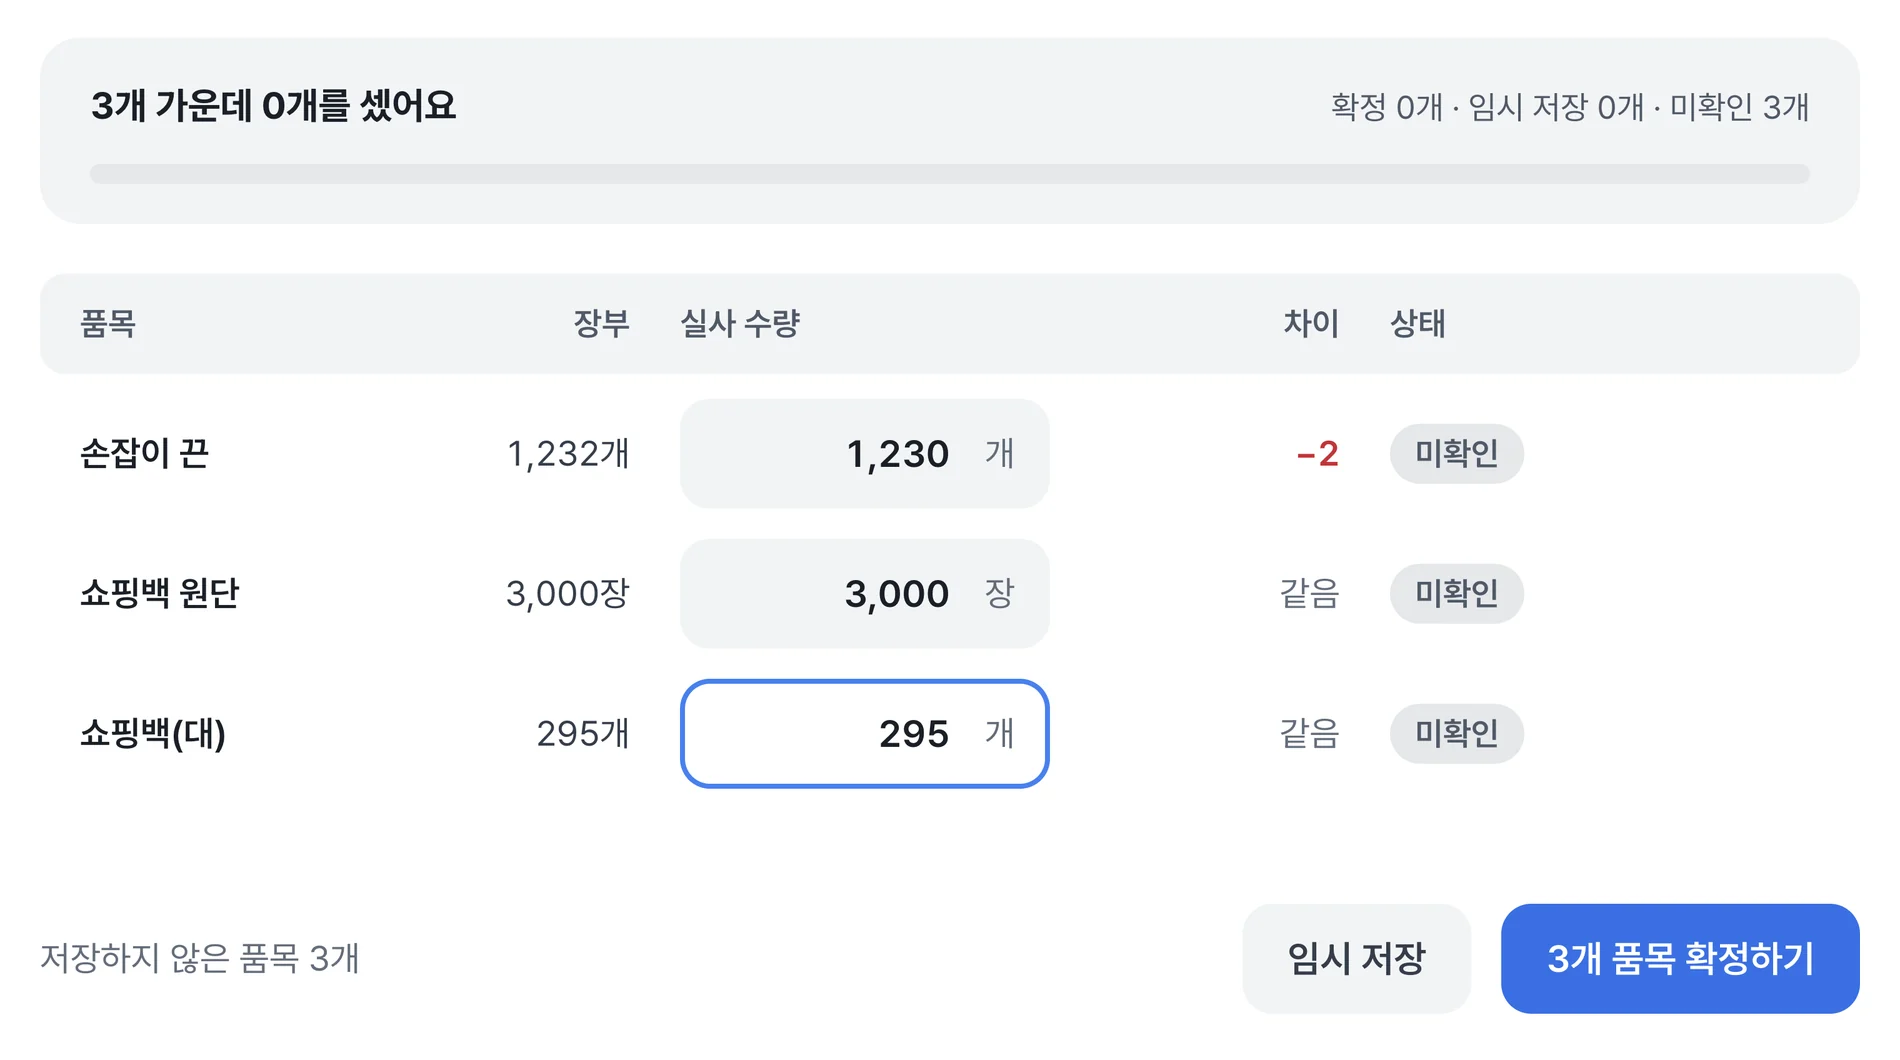 3개 가운데 0개를 셌어요
확정 0개 · 임시 저장 0개 · 미확인 3개
품목 장부 실사 수량 차이 상태
손잡이 끈 1,232개 1,230 개 –2 미확인
쇼핑백 원단 3,000장 3,000 장 같음 미확인
쇼핑백(대) 295개 295 개 같음 미확인
저장하지 않은 품목 3개 임시 저장 3개 품목 확정하기